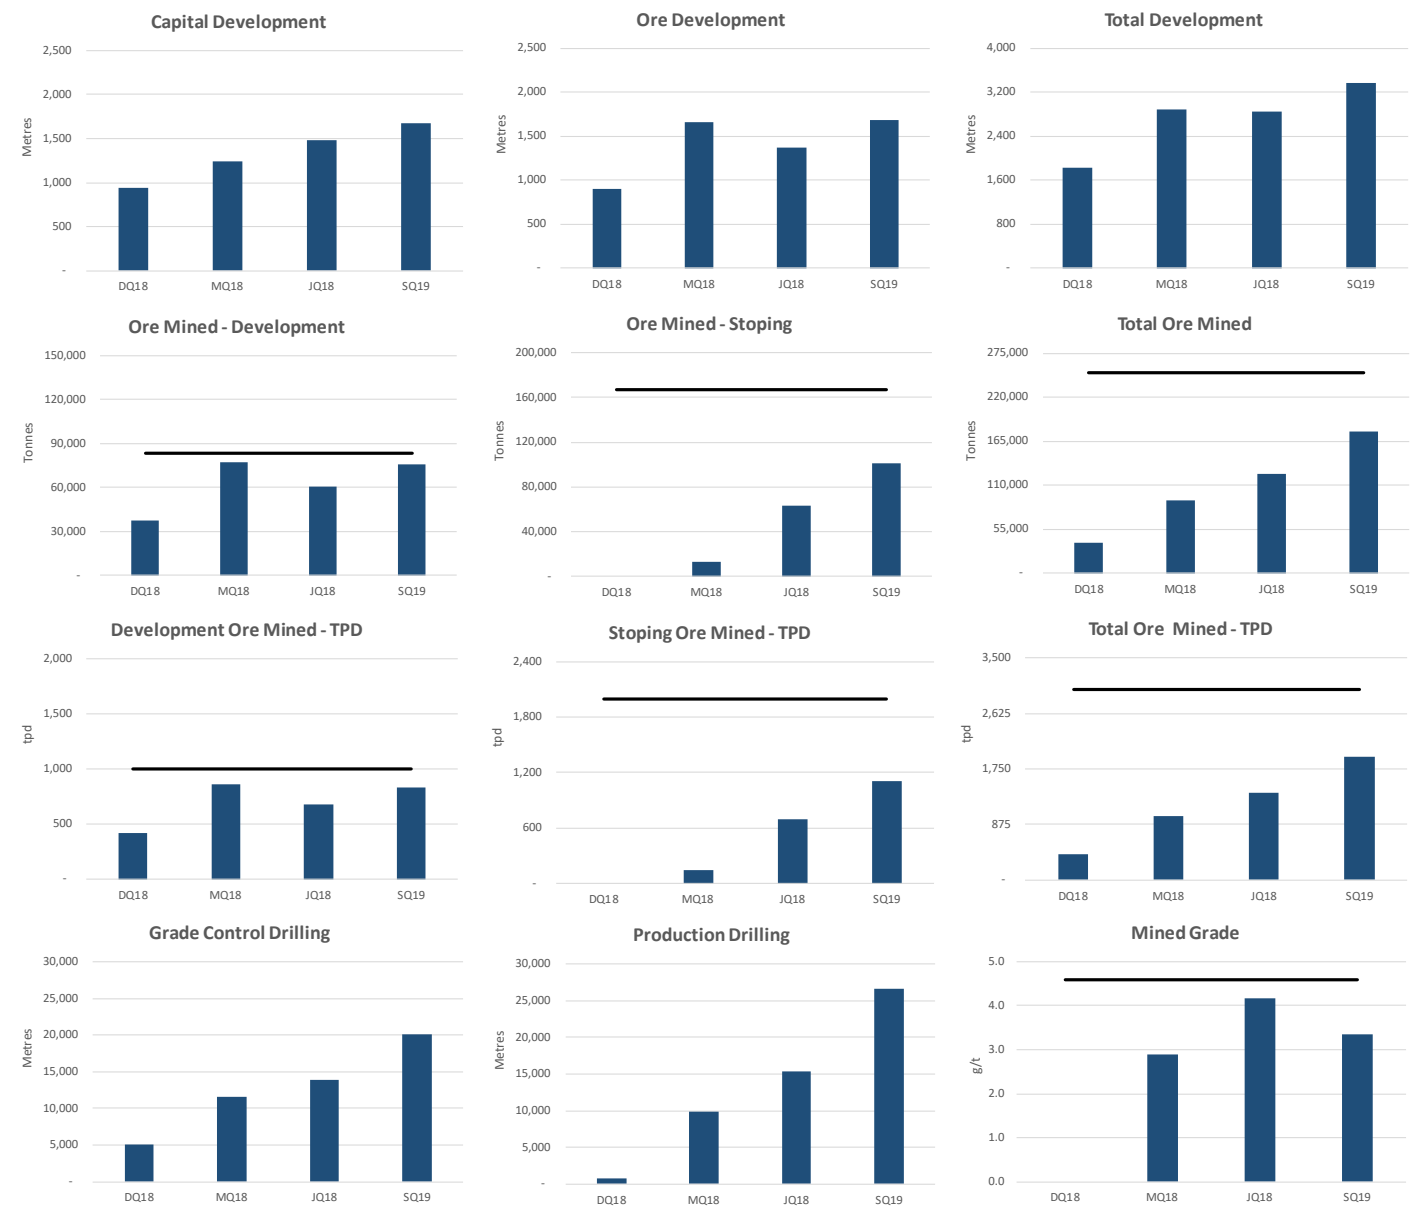 Capital Development
2,500
2,000
1,500
1,000
500
-
Metres
DQ18 MQ18 JQ18 SQ19
Ore Development
2,500
2,000
1,500
1,000
500
-
Metres
DQ18 MQ18 JQ18 SQ19
Total Development
4,000
3,200
2,400
1,600
800
-
Metres
DQ18 MQ18 JQ18 SQ19
Ore Mined - Development
150,000
120,000
90,000
60,000
30,000
-
Tonnes
DQ18 MQ18 JQ18 SQ19
Ore Mined - Stoping
200,000
160,000
120,000
80,000
40,000
-
Tonnes
DQ18 MQ18 JQ18 SQ19
Total Ore Mined
275,000
220,000
165,000
110,000
55,000
-
Tonnes
DQ18 MQ18 JQ18 SQ19
Development Ore Mined - TPD
2,000
1,500
1,000
500
-
tpd
DQ18 MQ18 JQ18 SQ19
Stoping Ore Mined - TPD
2,400
1,800
1,200
600
-
tpd
DQ18 MQ18 JQ18 SQ19
Total Ore Mined - TPD
3,500
2,625
1,750
875
-
tpd
DQ18 MQ18 JQ18 SQ19
Grade Control Drilling
30,000
25,000
20,000
15,000
10,000
5,000
-
Metres
DQ18 MQ18 JQ18 SQ19
Production Drilling
30,000
25,000
20,000
15,000
10,000
5,000
-
Metres
DQ18 MQ18 JQ18 SQ19
Mined Grade
5.0
4.0
3.0
2.0
1.0
0.0
g/t
DQ18 MQ18 JQ18 SQ19